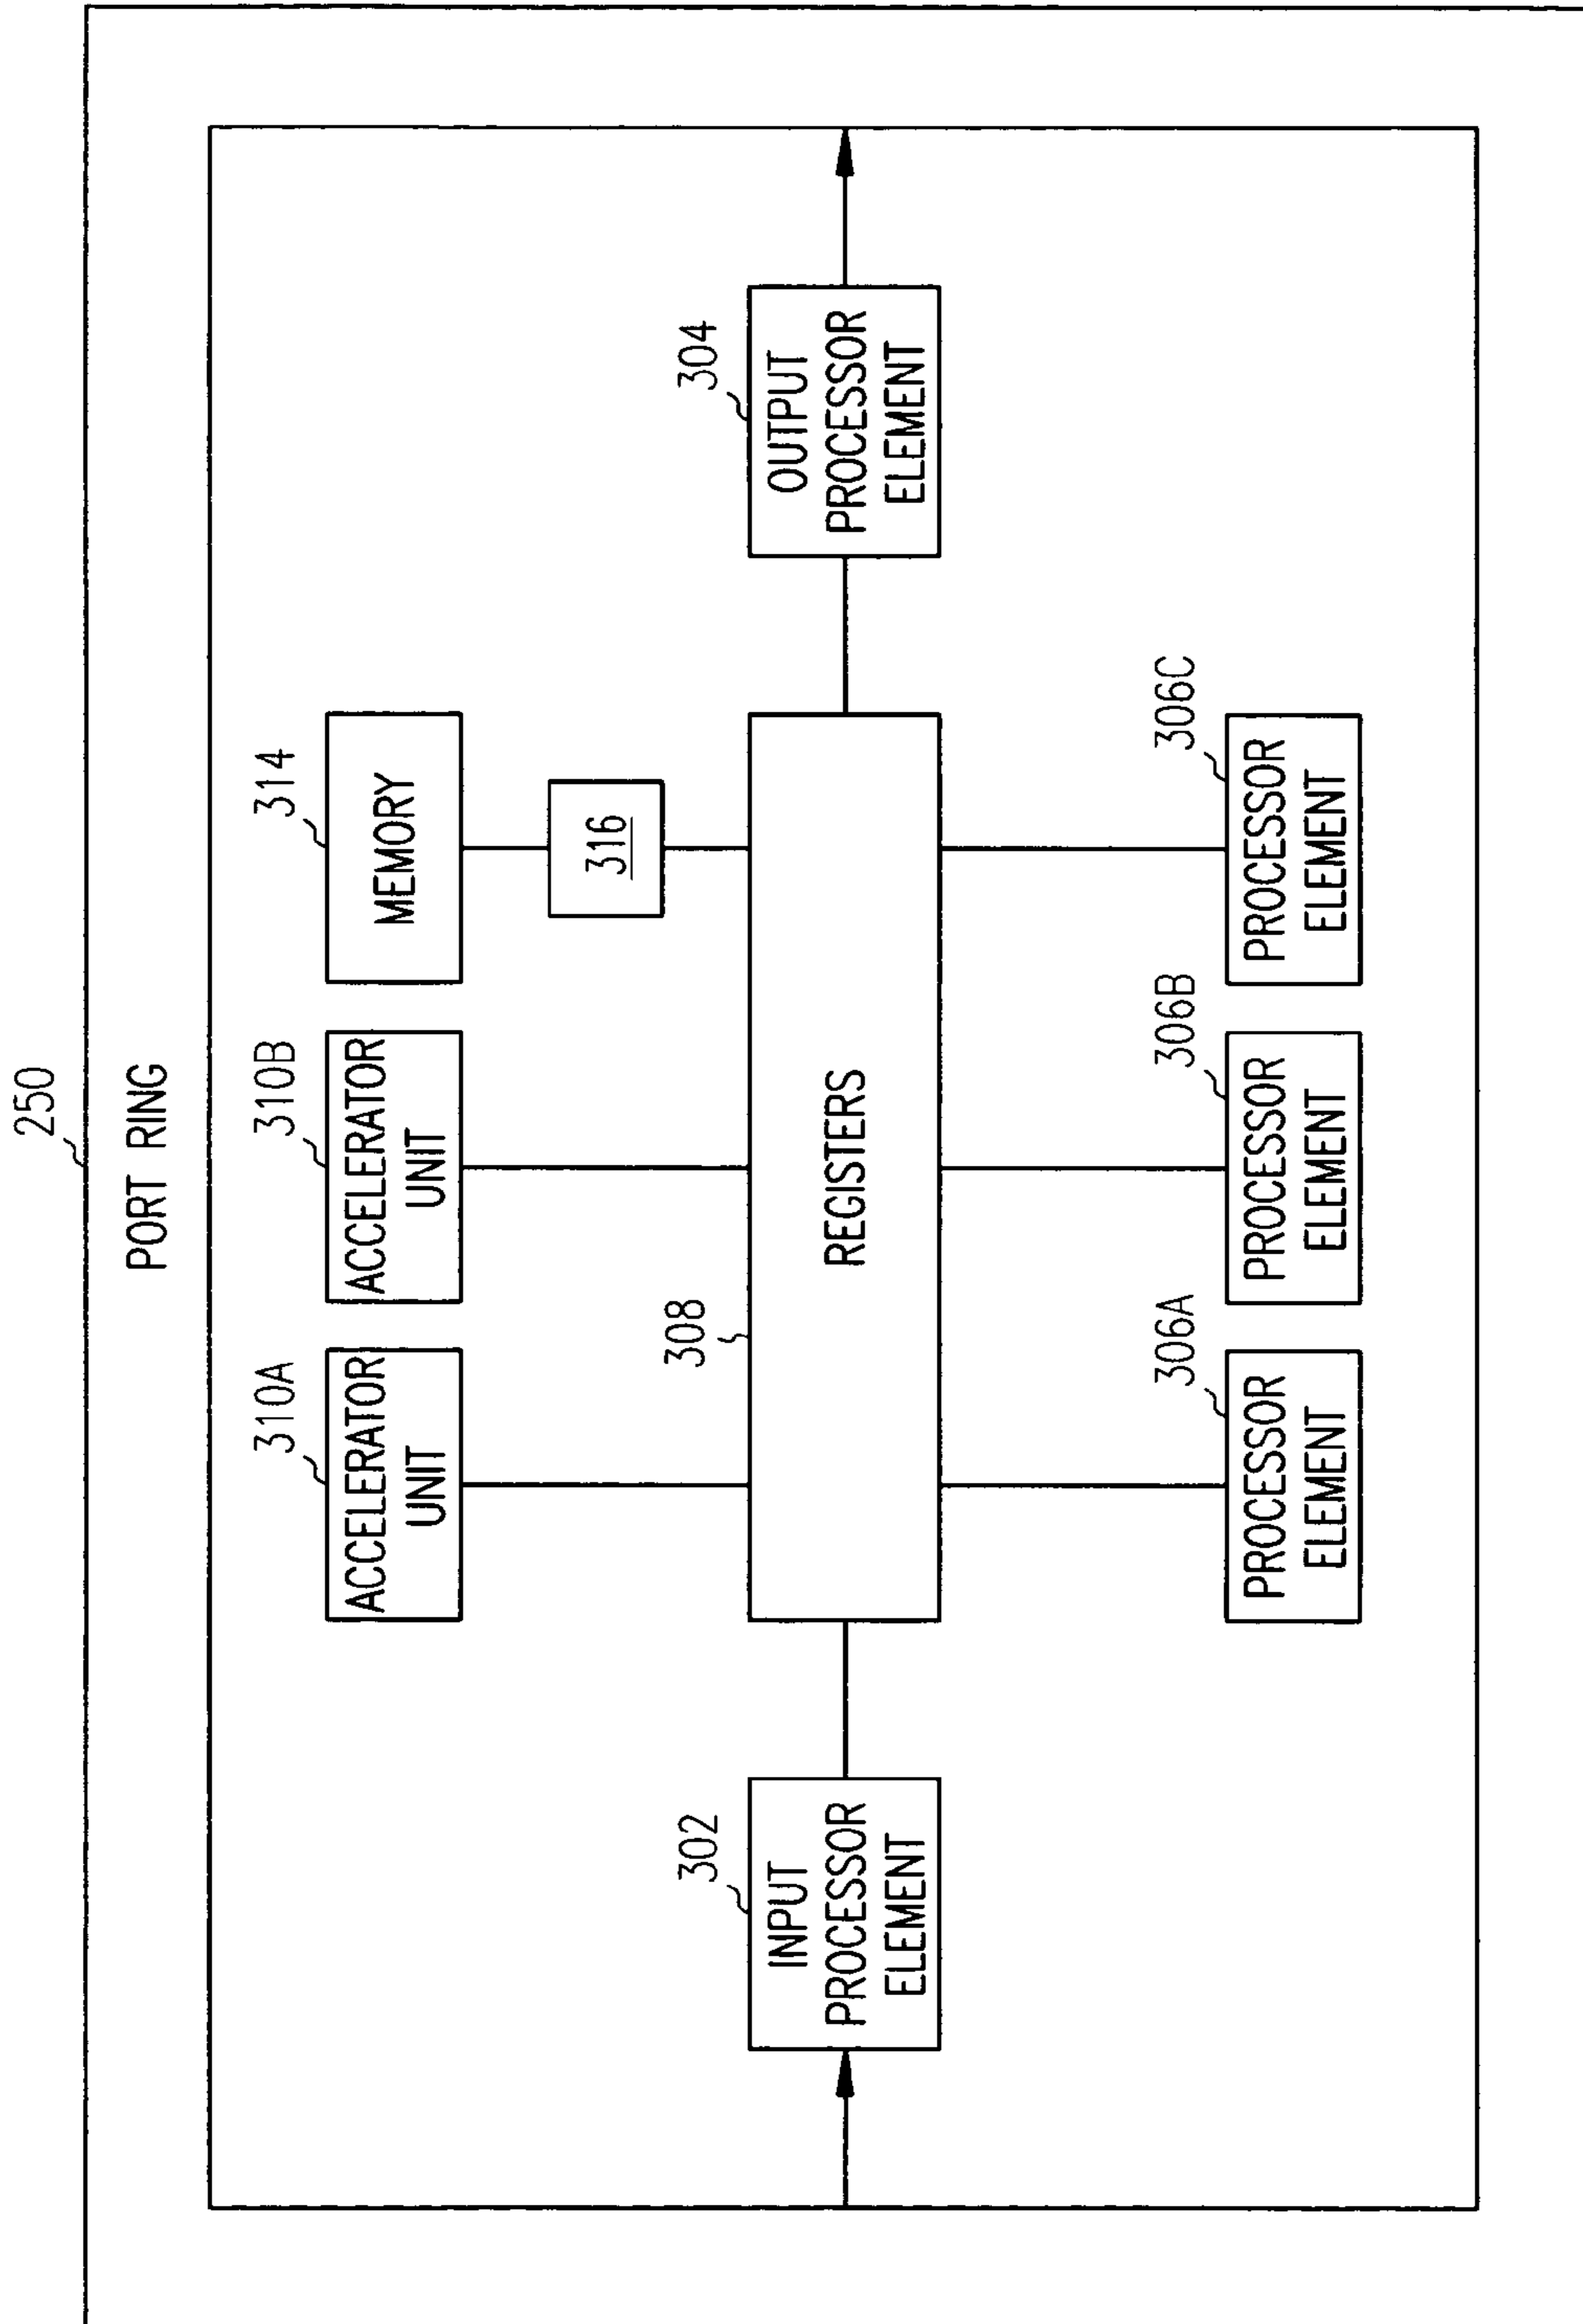 250
PORT RING
310A
ACCELERATOR
UNIT
310B
ACCELERATOR
UNIT
314
MEMORY
316
302
INPUT
PROCESSOR
ELEMENT
308
REGISTERS
304
OUTPUT
PROCESSOR
ELEMENT
306A
PROCESSOR
ELEMENT
306B
PROCESSOR
ELEMENT
306C
PROCESSOR
ELEMENT